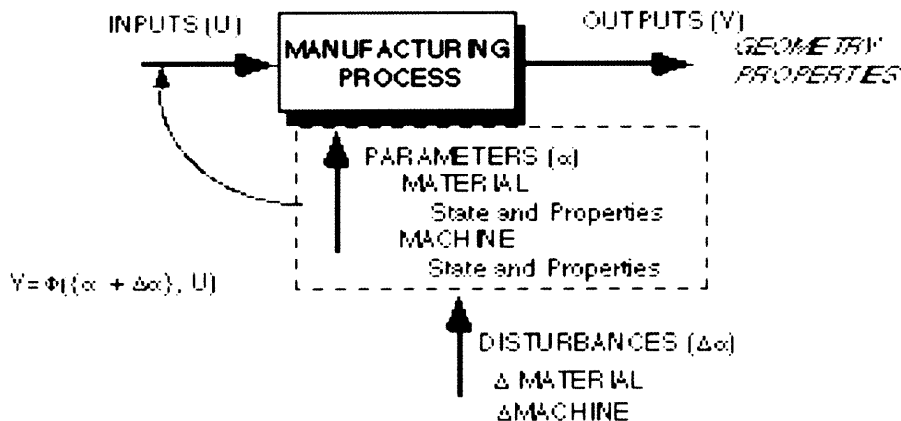 INPUTS (U)
OUTPUTS (Y)
MANUFACTURING
PROCESS
GEOMETRY
PROPERTIES
PARAMETERS (α)
MATERIAL
State and Properties
MACHINE
State and Properties
Y=Φ({α + Δα}, U)
DISTURBANCES (Δα)
Δ MATERIAL
ΔMACHINE